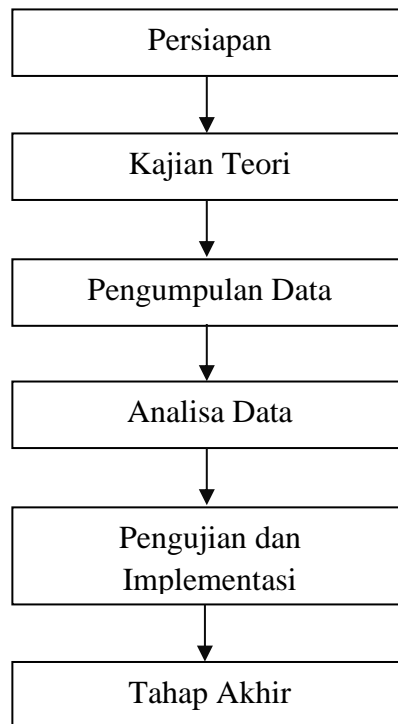 Persiapan
Kajian Teori
Pengumpulan Data
Analisa Data
Pengujian dan
Implementasi
Tahap Akhir